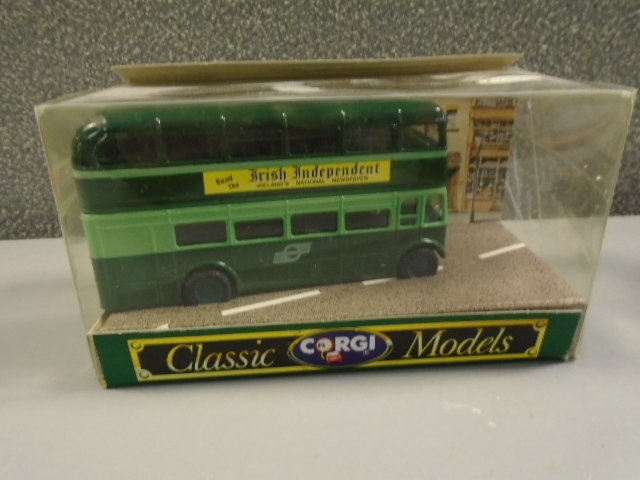 Read the Irish Independent
IRELAND'S NATIONAL NEWSPAPER
Classic CORGI Models